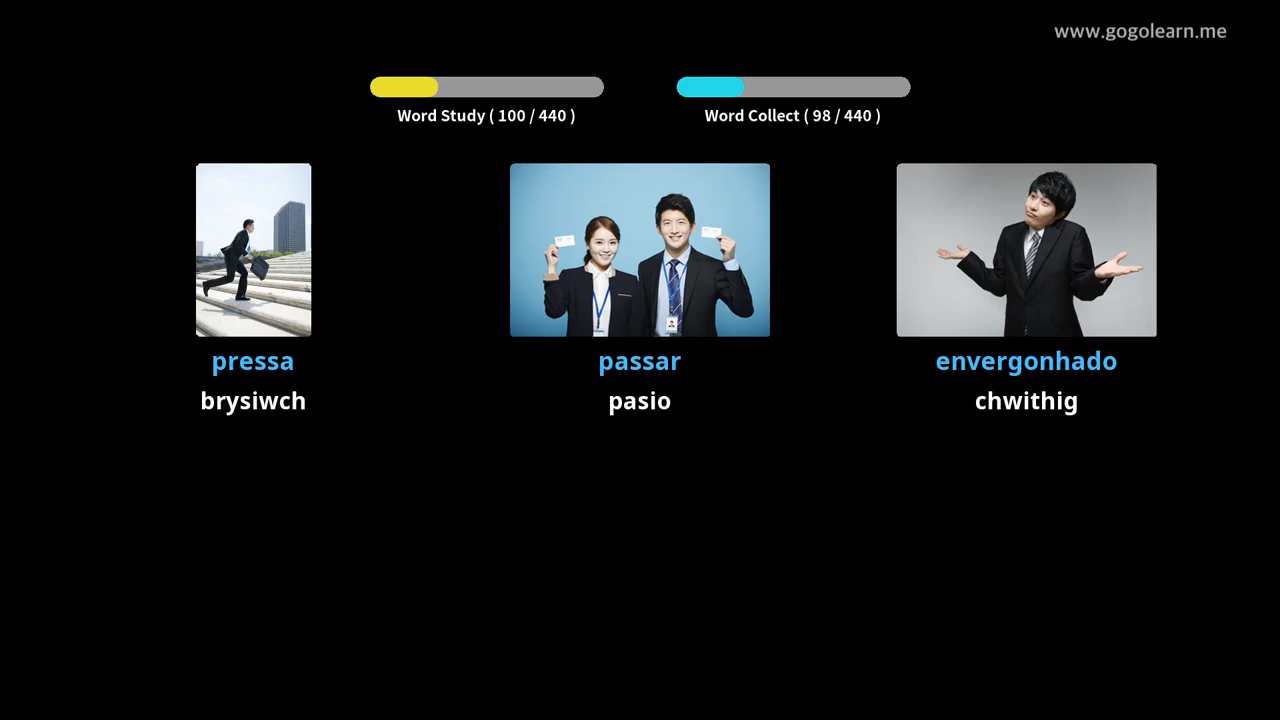 www.gogolearn.me
Word Study ( 100 / 440 )
Word Collect ( 98 / 440 )
pressa
passar
envergonhado
brysiwch
pasio
chwithig